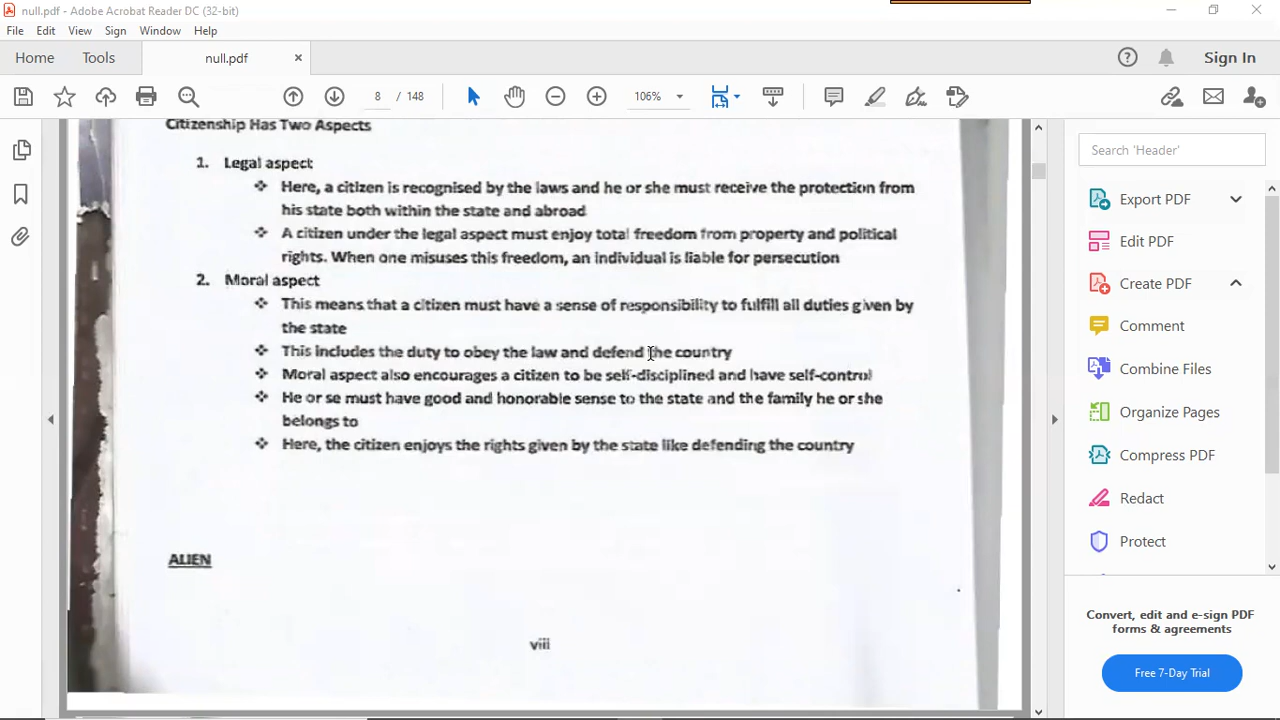 null.pdf - Adobe Acrobat Reader DC (32-bit)
File Edit View Sign Window Help
Home Tools null.pdf × Sign In
8 / 148 106%
Citizenship Has Two Aspects
1. Legal aspect
❖ Here, a citizen is recognised by the laws and he or she must receive the protection from
his state both within the state and abroad
❖ A citizen under the legal aspect must enjoy total freedom from property and political
rights. When one misuses this freedom, an individual is liable for persecution
2. Moral aspect
❖ This means that a citizen must have a sense of responsibility to fulfill all duties given by
the state
❖ This includes the duty to obey the law and defend the country
❖ Moral aspect also encourages a citizen to be self-disciplined and have self-control
❖ He or se must have good and honorable sense to the state and the family he or she
belongs to
❖ Here, the citizen enjoys the rights given by the state like defending the country
ALIEN
viii
Search 'Header'
Export PDF
Edit PDF
Create PDF
Comment
Combine Files
Organize Pages
Compress PDF
Redact
Protect
Convert, edit and e-sign PDF
forms & agreements
Free 7-Day Trial